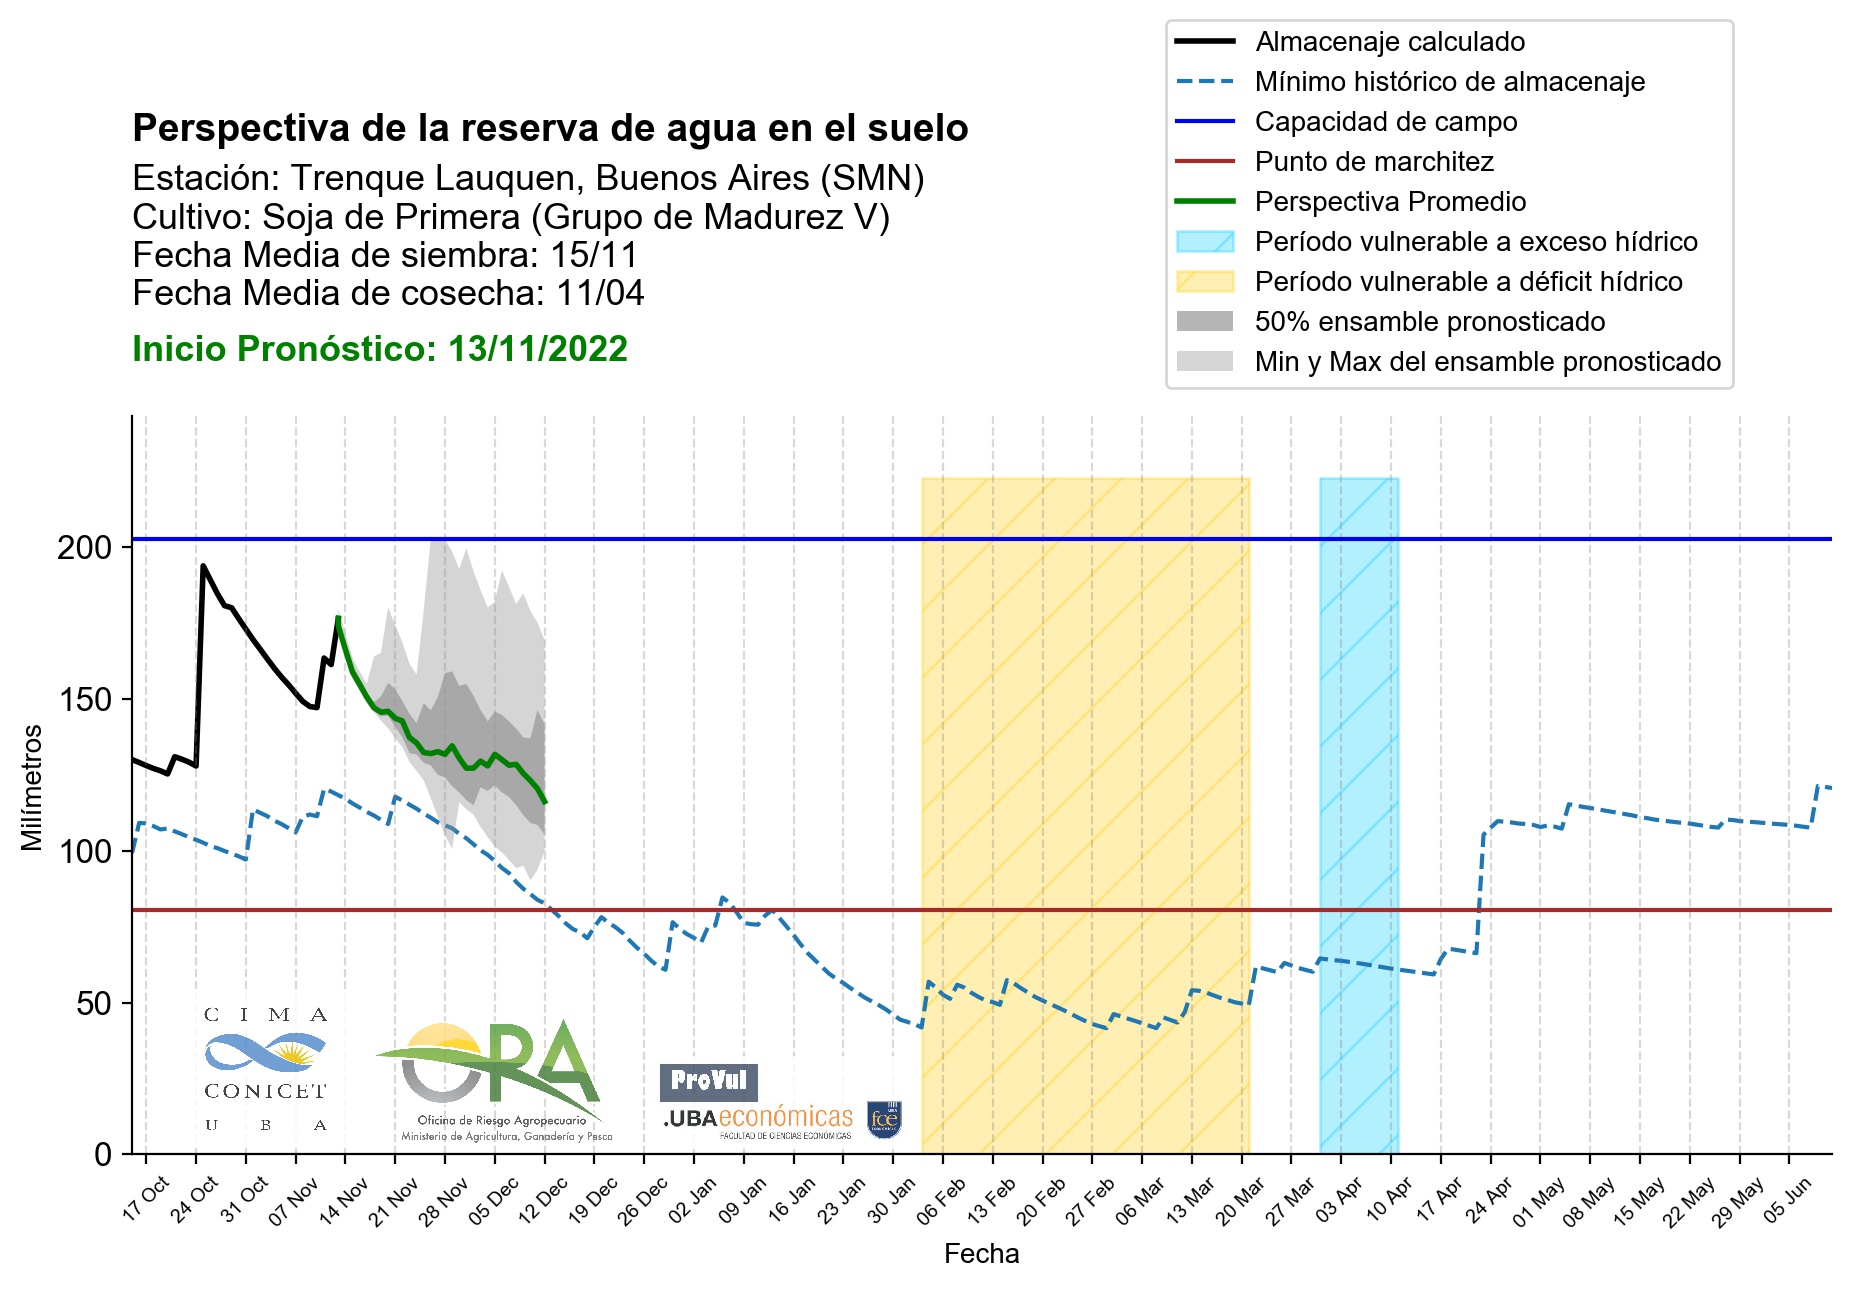 Almacenaje calculado
Mínimo histórico de almacenaje
Capacidad de campo
Punto de marchitez
Perspectiva Promedio
Período vulnerable a exceso hídrico
Período vulnerable a déficit hídrico
50% ensamble pronosticado
Min y Max del ensamble pronosticado
Perspectiva de la reserva de agua en el suelo
Estación: Trenque Lauquen, Buenos Aires (SMN)
Cultivo: Soja de Primera (Grupo de Madurez V)
Fecha Media de siembra: 15/11
Fecha Media de cosecha: 11/04
Inicio Pronóstico: 13/11/2022
200
150
100
50
0
Milímetros
CIMA
CONICET
UBA
ORA
Oficina de Riesgo Agropecuario
Ministerio de Agricultura, Ganadería y Pesca
ProVul
.UBAeconómicas
FACULTAD DE CIENCIAS ECONÓMICAS
fce
17 Oct
24 Oct
31 Oct
07 Nov
14 Nov
21 Nov
28 Nov
05 Dec
12 Dec
19 Dec
26 Dec
02 Jan
09 Jan
16 Jan
23 Jan
30 Jan
06 Feb
13 Feb
20 Feb
27 Feb
06 Mar
13 Mar
20 Mar
27 Mar
03 Apr
10 Apr
17 Apr
24 Apr
01 May
08 May
15 May
22 May
29 May
05 Jun
Fecha